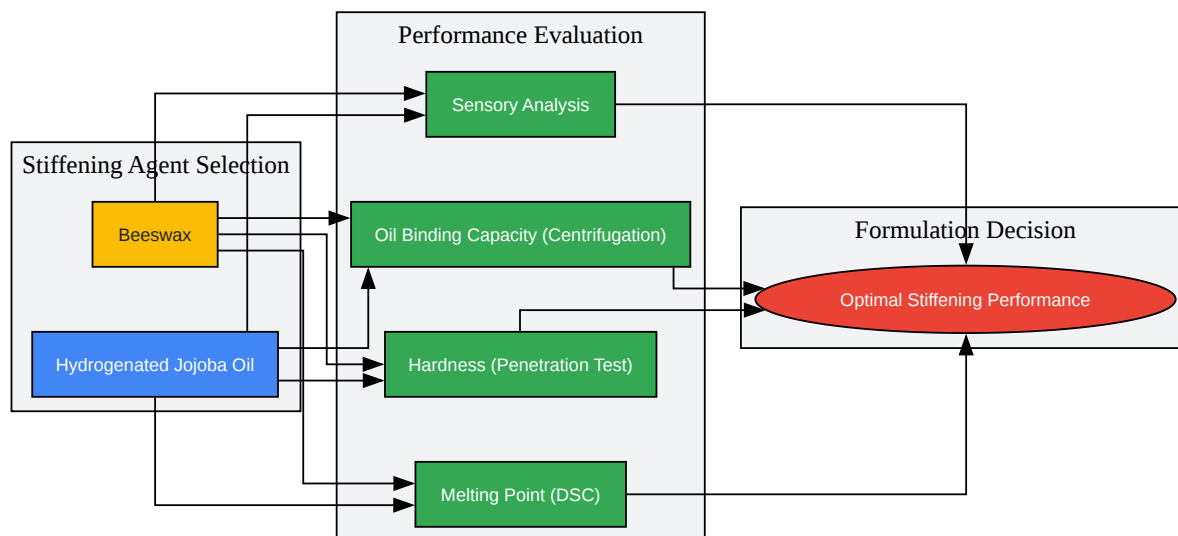 Performance Evaluation
Sensory Analysis
Stiffening Agent Selection
Beeswax
Oil Binding Capacity (Centrifugation)
Formulation Decision
Optimal Stiffening Performance
Hydrogenated Jojoba Oil
Hardness (Penetration Test)
Melting Point (DSC)